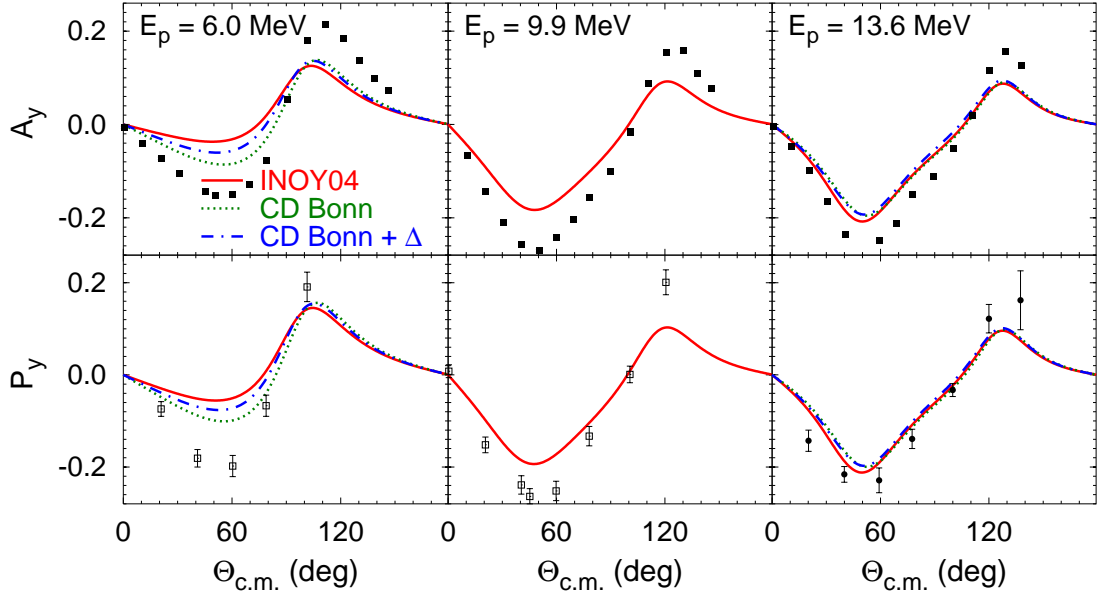 E_p = 6.0 MeV
E_p = 9.9 MeV
E_p = 13.6 MeV
0.2
0.0
-0.2
A_y
INOY04
CD Bonn
CD Bonn + Δ
0.2
0.0
-0.2
P_y
0 60 120
0 60 120
0 60 120
Θ_c.m. (deg)
Θ_c.m. (deg)
Θ_c.m. (deg)